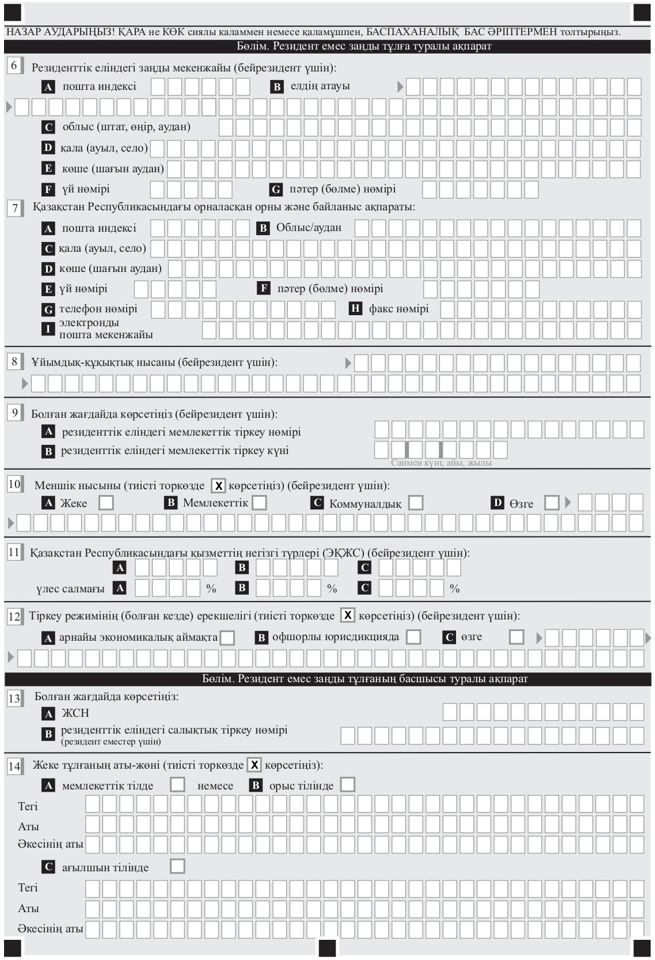 НАЗАР АУДАРЫҢЫЗ! ҚАРА не КӨК сиялы каламмен немесе қаламұшпен, БАСПАХАНАЛЫҚ БАС ӘРІПТЕРМЕН толтырыңыз.
Бөлім. Резидент емес заңды тұлға туралы ақпарат
6 Резиденттік еліндегі заңды мекенжайы (бейрезидент үшін):
A пошта индексі B елдің атауы
C облыс (штат, өңір, аудан)
D қала (ауыл, село)
E көше (шағын аудан)
F үй нөмірі G пәтер (бөлме) нөмірі
7 Қазақстан Республикасындағы орналасқан орны және байланыс ақпараты:
A пошта индексі B Облыс/аудан
C қала (ауыл, село)
D көше (шағын аудан)
E үй нөмірі F пәтер (бөлме) нөмірі
G телефон нөмірі H факс нөмірі
I электронды
пошта мекенжайы
8 Ұйымдық-құқықтық нысаны (бейрезидент үшін):
9 Болған жағдайда көрсетіңіз (бейрезидент үшін):
A резиденттік еліндегі мемлекеттік тіркеу нөмірі
B резиденттік еліндегі мемлекеттік тіркеу күні
Санмен күні, айы, жылы
10 Меншік нысыны (тиісті торкөзде X көрсетіңіз) (бейрезидент үшін):
A Жеке B Мемлекеттік C Коммуналдық D Өзге
11 Қазақстан Республикасындағы қызметтің негізгі түрлері (ЭҚЖС) (бейрезидент үшін):
A B C
үлес салмағы A % B % C %
12 Тіркеу режимінің (болған кезде) ерекшелігі (тиісті торкөзде X көрсетіңіз) (бейрезидент үшін):
A арнайы экономикалық аймақта B офшорлы юрисдикцияда C өзге
Бөлім. Резидент емес заңды тұлғаның басшысы туралы ақпарат
13 Болған жағдайда көрсетіңіз:
A ЖСН
B резиденттік еліндегі салықтық тіркеу нөмірі
(резидент еместер үшін)
14 Жеке тұлғаның аты-жөні (тиісті торкөзде X көрсетіңіз):
A мемлекеттік тілде немесе B орыс тілінде
Тегі
Аты
Әкесінің аты
C ағылшын тілінде
Тегі
Аты
Әкесінің аты